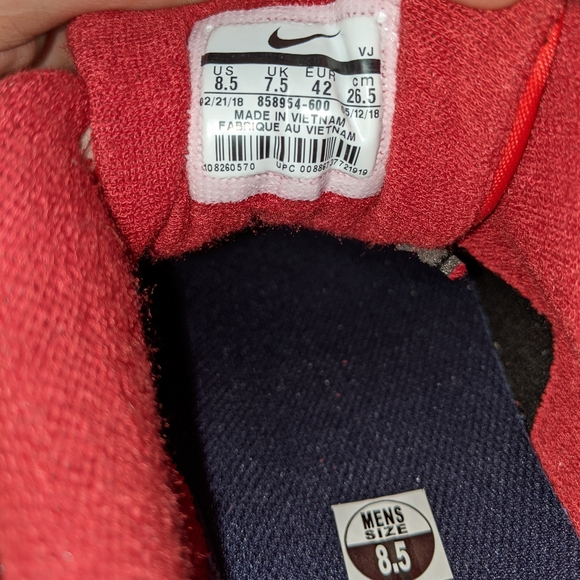 VJ
US UK EUR cm
8.5 7.5 42 26.5
02/21/18 858954-600 05/12/18
MADE IN VIETNAM
FABRIQUE AU VIETNAM
UPC
MENS
SIZE
8.5